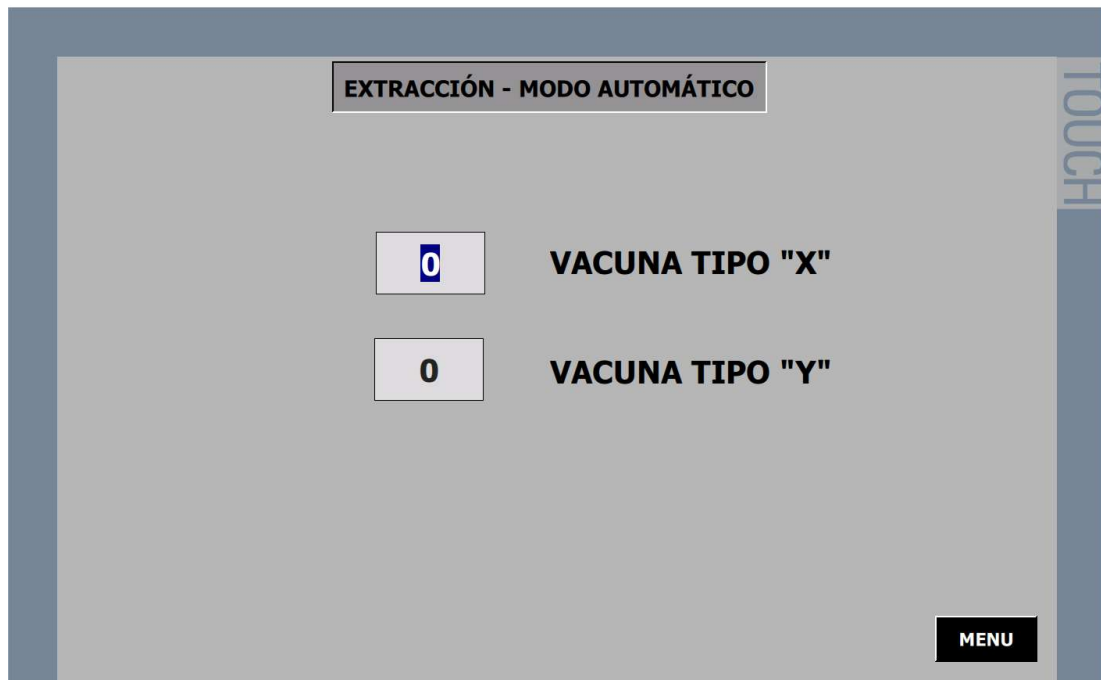 EXTRACCIÓN - MODO AUTOMÁTICO
TOUCH
0 VACUNA TIPO "X"
0 VACUNA TIPO "Y"
MENU